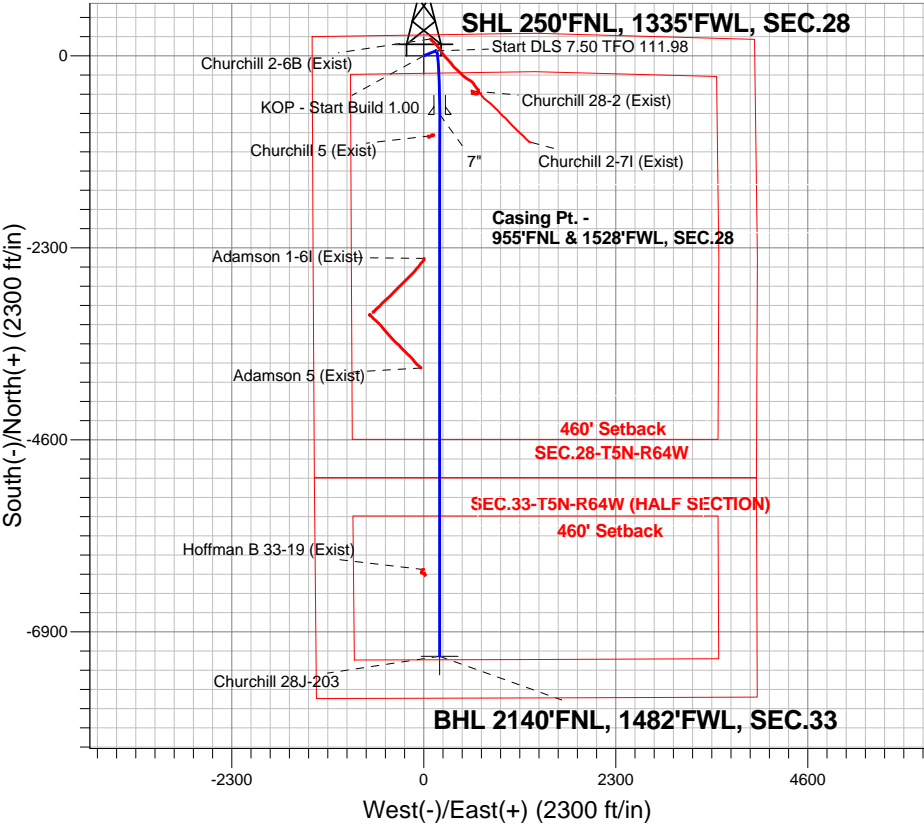 SHL 250'FNL, 1335'FWL, SEC.28
0
Start DLS 7.50 TFO 111.98
Churchill 2-6B (Exist)
KOP - Start Build 1.00
Churchill 28-2 (Exist)
Churchill 5 (Exist)
7"
Churchill 2-7I (Exist)
Casing Pt. -
955'FNL & 1528'FWL, SEC.28
-2300
Adamson 1-6I (Exist)
Adamson 5 (Exist)
460' Setback
-4600
SEC.28-T5N-R64W
SEC.33-T5N-R64W (HALF SECTION)
460' Setback
Hoffman B 33-19 (Exist)
-6900
Churchill 28J-203
BHL 2140'FNL, 1482'FWL, SEC.33
South(-)/North(+) (2300 ft/in)
-2300 0 2300 4600
West(-)/East(+) (2300 ft/in)